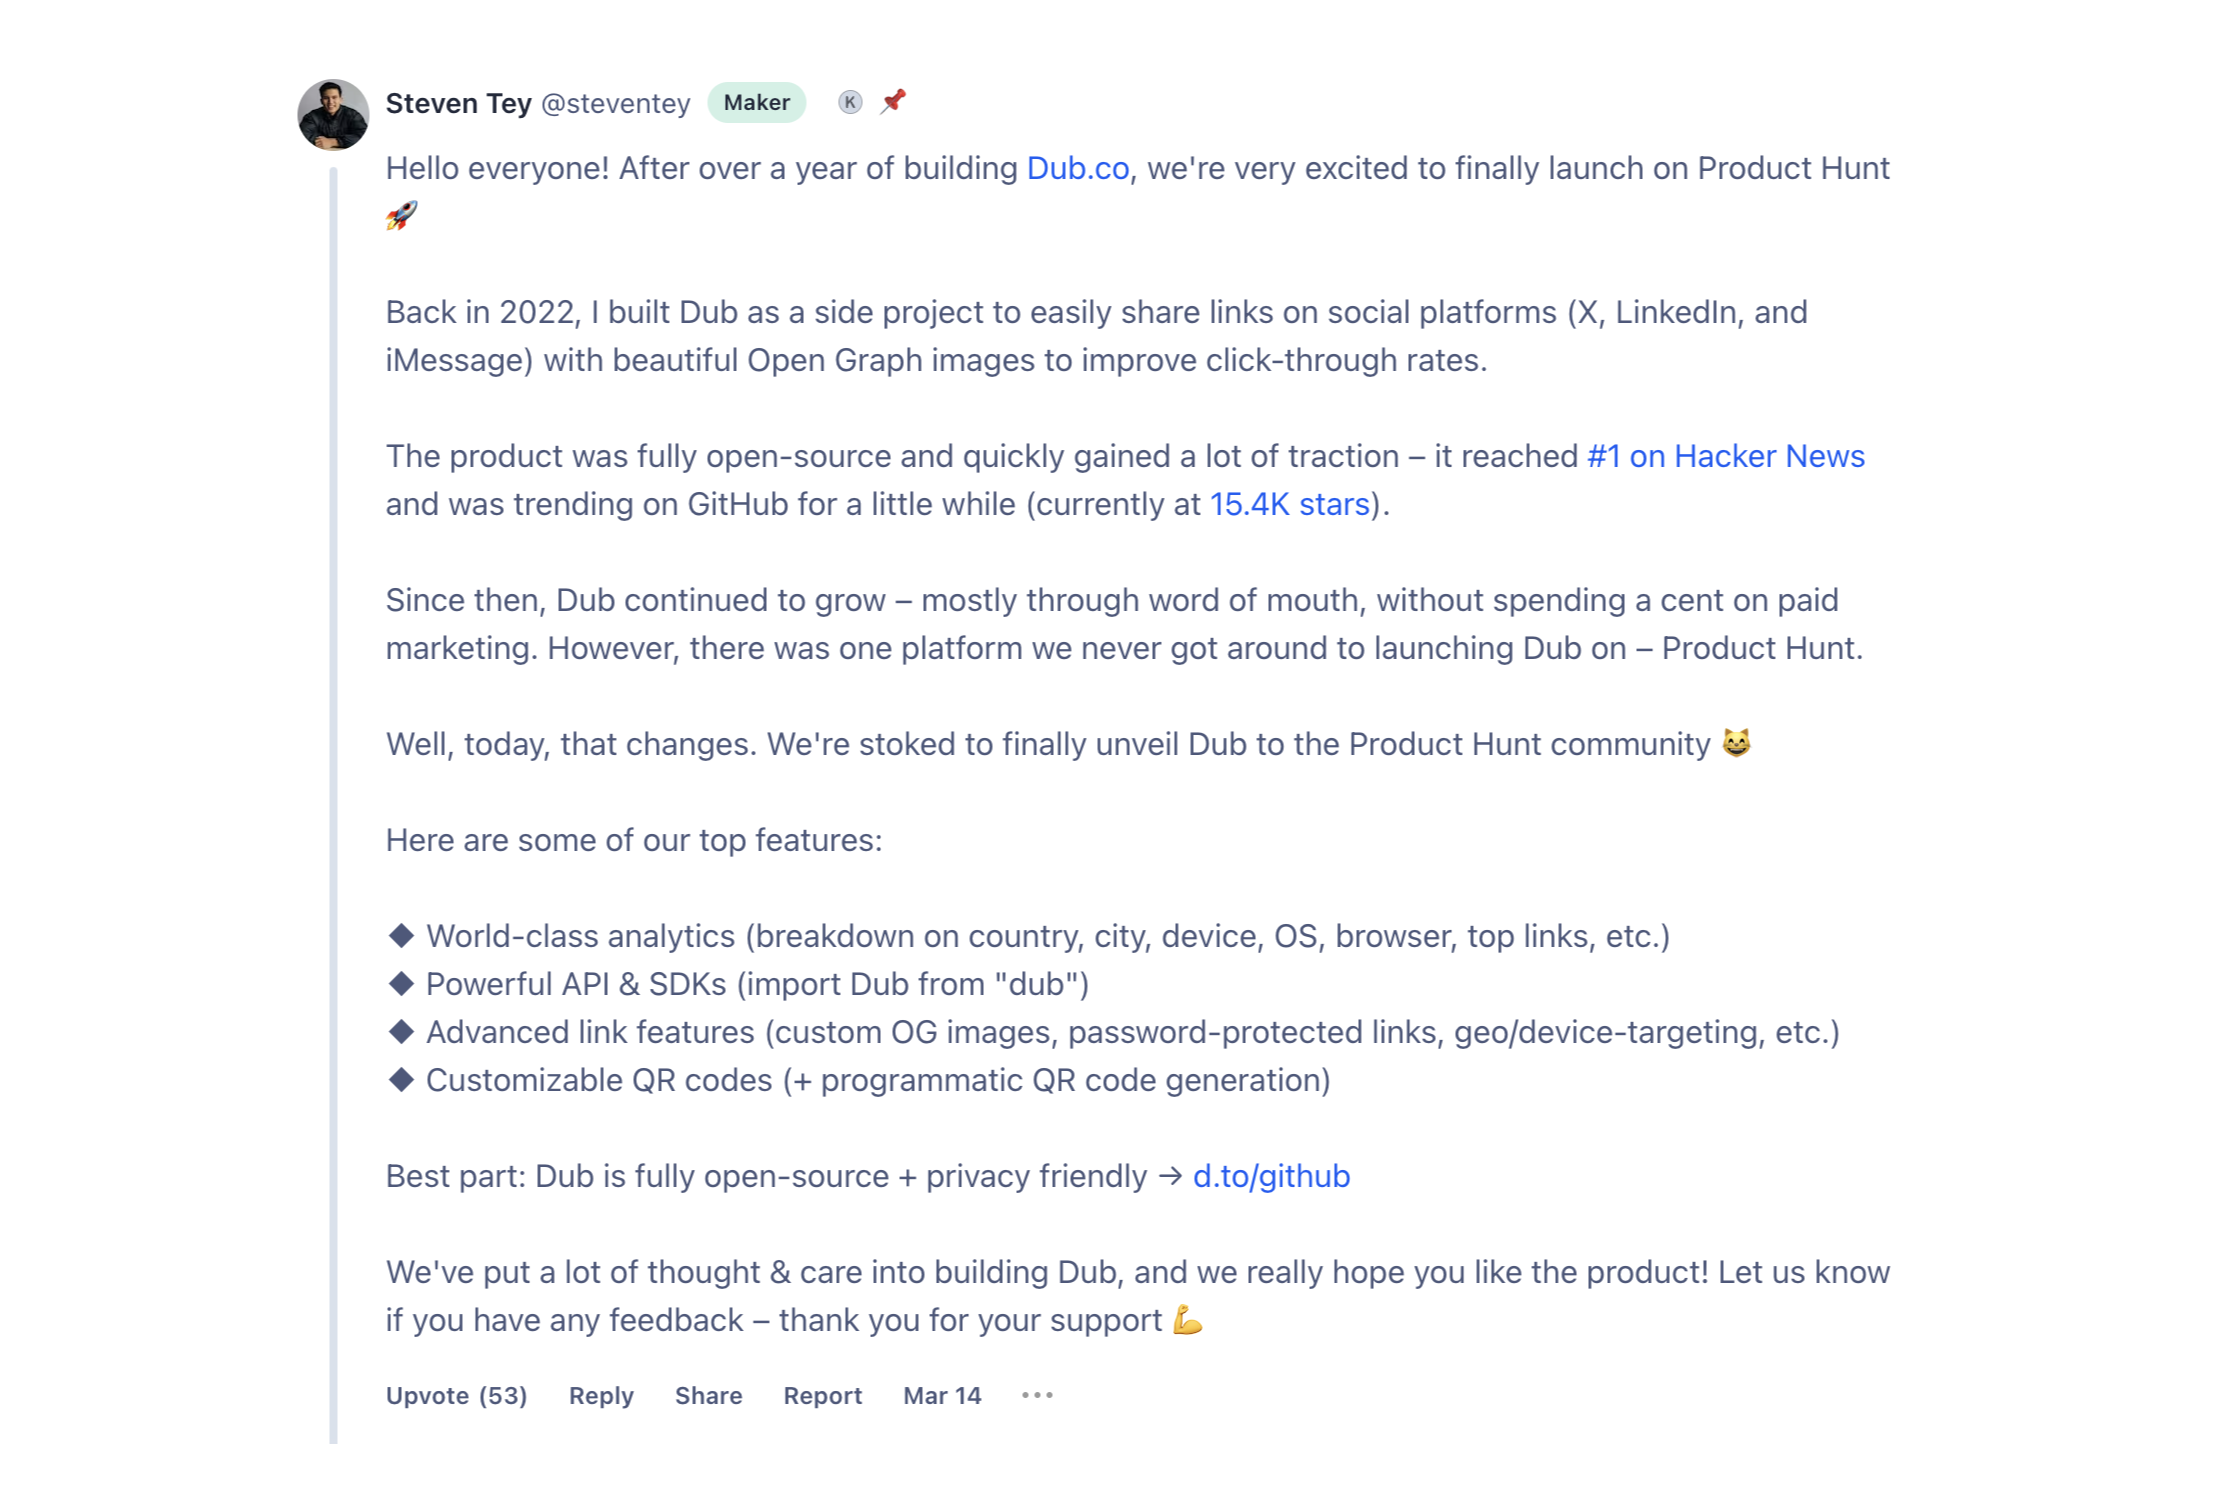 Steven Tey @steventey Maker K 📌
Hello everyone! After over a year of building Dub.co, we're very excited to finally launch on Product Hunt
🚀
Back in 2022, I built Dub as a side project to easily share links on social platforms (X, LinkedIn, and
iMessage) with beautiful Open Graph images to improve click-through rates.
The product was fully open-source and quickly gained a lot of traction – it reached #1 on Hacker News
and was trending on GitHub for a little while (currently at 15.4K stars).
Since then, Dub continued to grow – mostly through word of mouth, without spending a cent on paid
marketing. However, there was one platform we never got around to launching Dub on – Product Hunt.
Well, today, that changes. We're stoked to finally unveil Dub to the Product Hunt community 😸
Here are some of our top features:
◆ World-class analytics (breakdown on country, city, device, OS, browser, top links, etc.)
◆ Powerful API & SDKs (import Dub from "dub")
◆ Advanced link features (custom OG images, password-protected links, geo/device-targeting, etc.)
◆ Customizable QR codes (+ programmatic QR code generation)
Best part: Dub is fully open-source + privacy friendly → d.to/github
We've put a lot of thought & care into building Dub, and we really hope you like the product! Let us know
if you have any feedback – thank you for your support 💪
Upvote (53) Reply Share Report Mar 14 •••